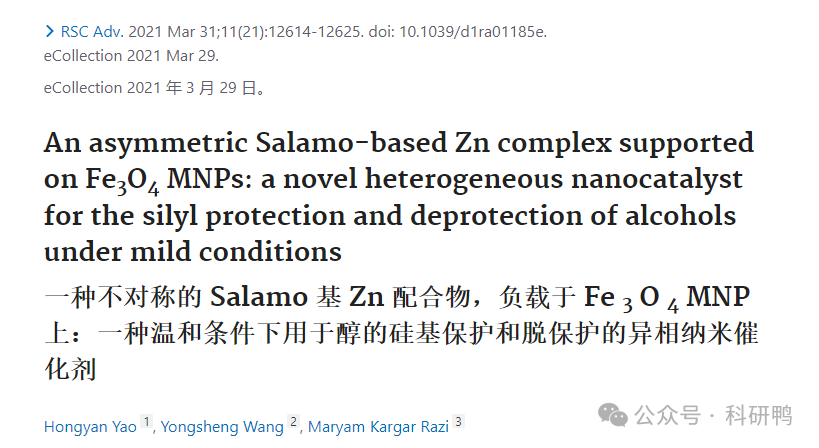 RSC Adv. 2021 Mar 31;11(21):12614-12625. doi: 10.1039/d1ra01185e.
eCollection 2021 Mar 29.
eCollection 2021 年 3 月 29 日。
An asymmetric Salamo-based Zn complex supported
on Fe₃O₄ MNPs: a novel heterogeneous nanocatalyst
for the silyl protection and deprotection of alcohols
under mild conditions
一种不对称的 Salamo 基 Zn 配合物，负载于 Fe ₃ O ₄ MNP
上：一种温和条件下用于醇的硅基保护和脱保护的异相纳米催
化剂
Hongyan Yao 1, Yongsheng Wang 2, Maryam Kargar Razi 3
公众号 · 科研鸭